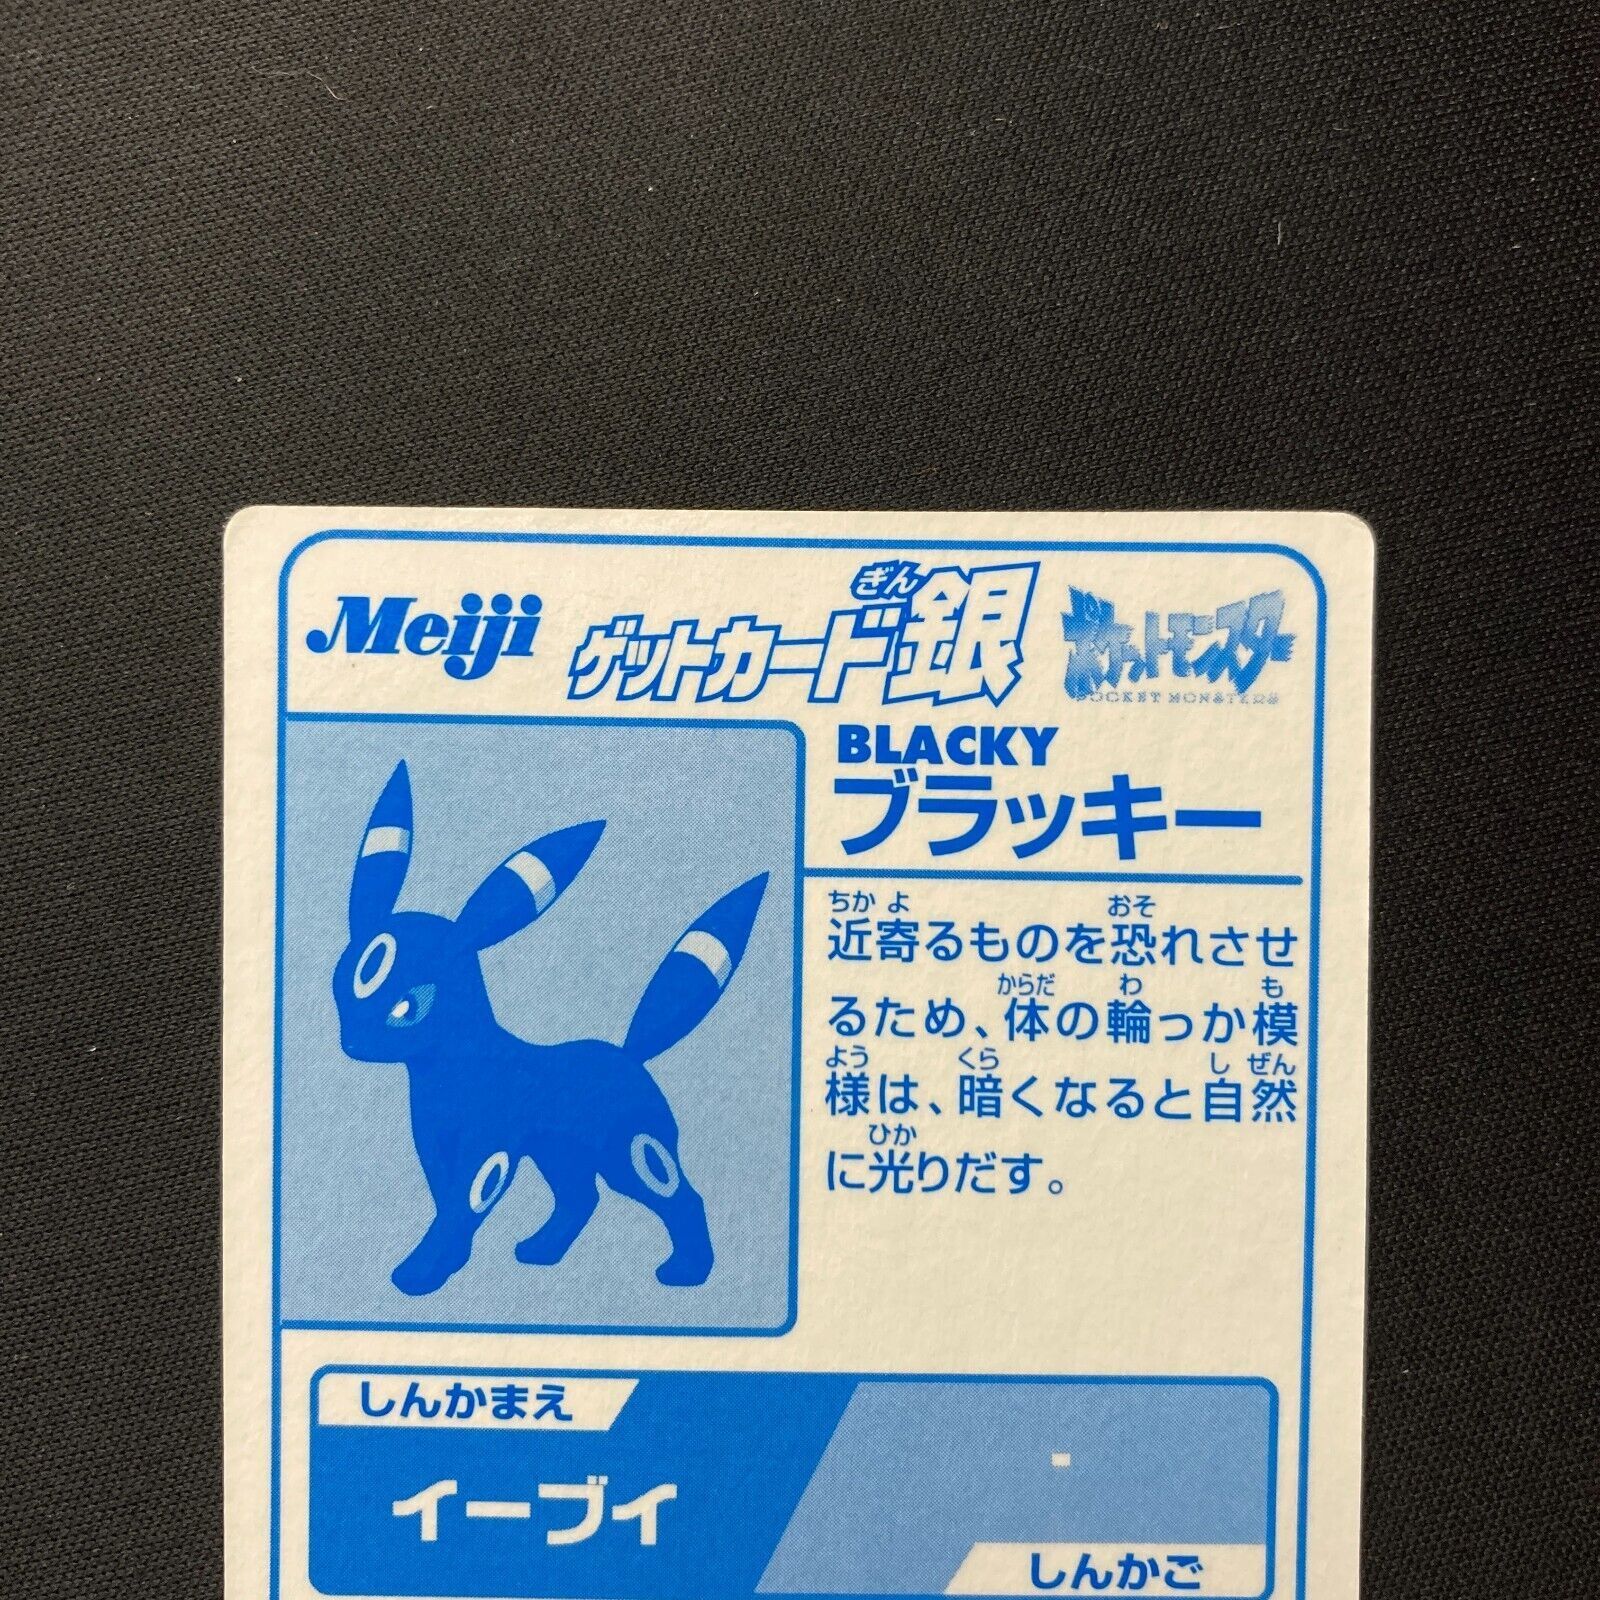 Meiji
ぎん
ゲットカード銀
ポケットモンスター
POCKET MONSTERS
BLACKY
ブラッキー
ちか よ おそ
近寄るものを恐れさせ
からだ わ も
るため、体の輪っか模
よう くら し ぜん
様は、暗くなると自然
ひか
に光りだす。
しんかまえ
イーブイ
-
しんかご